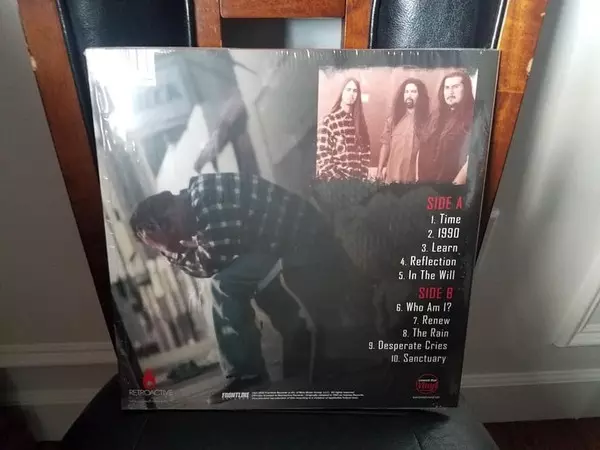 SIDE A
1. Time
2. 1990
3. Learn
4. Reflection
5. In The Will
SIDE B
6. Who Am I?
7. Renew
8. The Rain
9. Desperate Cries
10. Sanctuary
RETROACTIVE
FRONTLINE
Vinyl